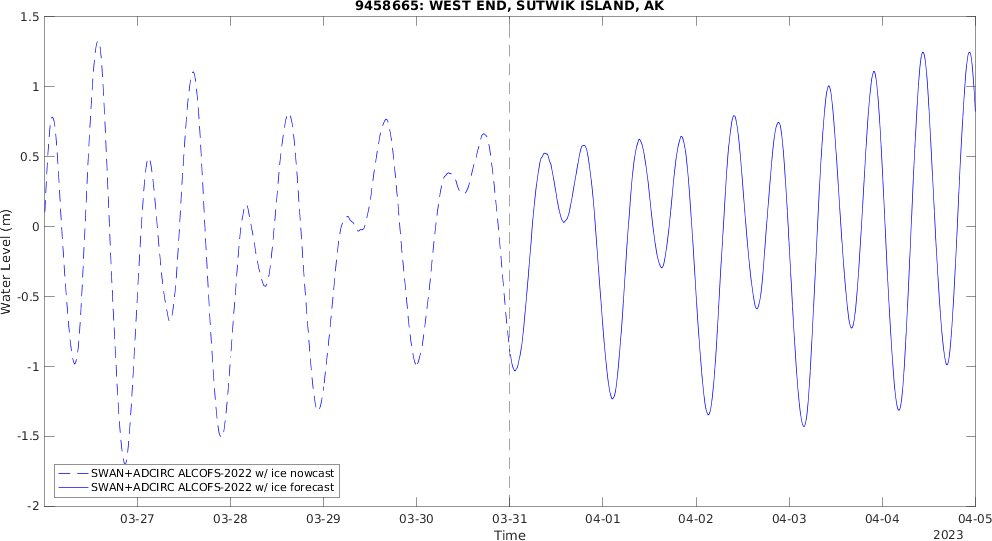 9458665: WEST END, SUTWIK ISLAND, AK
1.5
1
0.5
0
-0.5
-1
-1.5
-2
Water Level (m)
SWAN+ADCIRC ALCOFS-2022 w/ ice nowcast
SWAN+ADCIRC ALCOFS-2022 w/ ice forecast
03-27 03-28 03-29 03-30 03-31 04-01 04-02 04-03 04-04 04-05
Time
2023